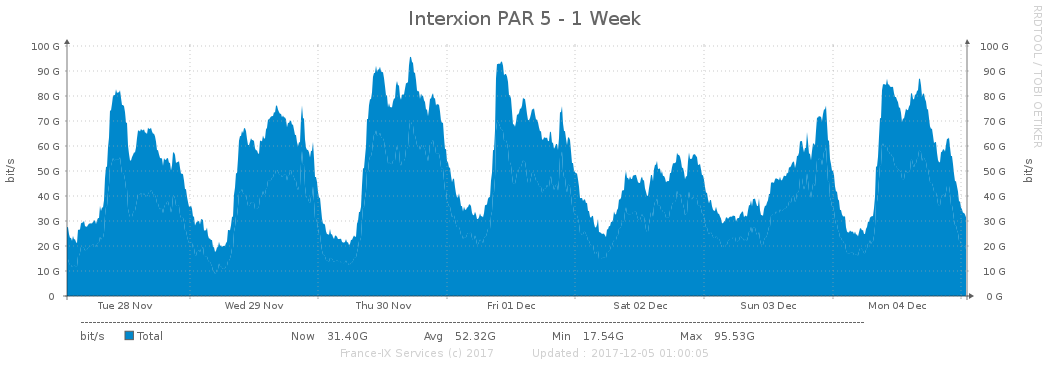 Interxion PAR 5 - 1 Week
RRDTOOL / TOBI OETIKER
100 G 100 G
90 G 90 G
80 G 80 G
70 G 70 G
60 G 60 G
50 G 50 G
40 G 40 G
30 G 30 G
20 G 20 G
10 G 10 G
0 0 G
bit/s
bit/s
Tue 28 Nov Wed 29 Nov Thu 30 Nov Fri 01 Dec Sat 02 Dec Sun 03 Dec Mon 04 Dec
bit/s Total Now 31.40G Avg 52.32G Min 17.54G Max 95.53G
France-IX Services (c) 2017 Updated : 2017-12-05 01:00:05